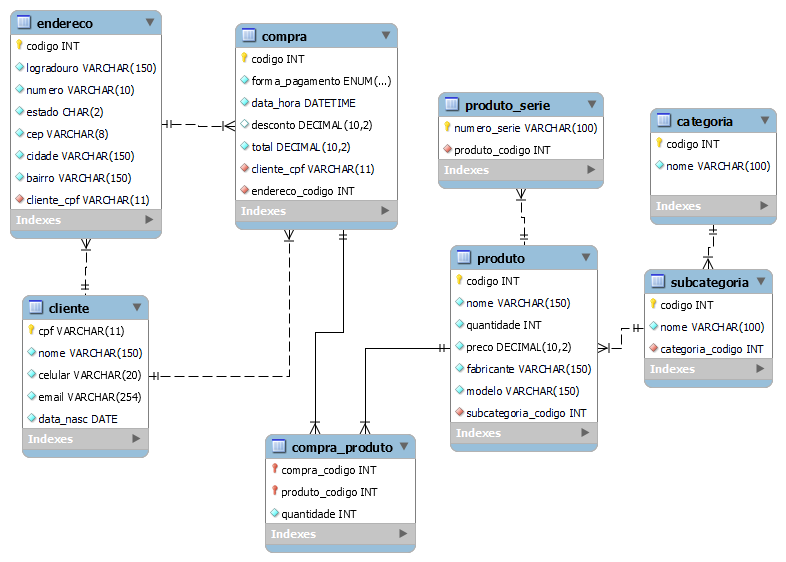 endereco
codigo INT
logradouro VARCHAR(150)
numero VARCHAR(10)
estado CHAR(2)
cep VARCHAR(8)
cidade VARCHAR(150)
bairro VARCHAR(150)
cliente_cpf VARCHAR(11)
Indexes
compra
codigo INT
forma_pagamento ENUM(...)
data_hora DATETIME
desconto DECIMAL(10,2)
total DECIMAL(10,2)
cliente_cpf VARCHAR(11)
endereco_codigo INT
Indexes
produto_serie
numero_serie VARCHAR(100)
produto_codigo INT
Indexes
categoria
codigo INT
nome VARCHAR(100)
Indexes
cliente
cpf VARCHAR(11)
nome VARCHAR(150)
celular VARCHAR(20)
email VARCHAR(254)
data_nasc DATE
Indexes
produto
codigo INT
nome VARCHAR(150)
quantidade INT
preco DECIMAL(10,2)
fabricante VARCHAR(150)
modelo VARCHAR(150)
subcategoria_codigo INT
Indexes
subcategoria
codigo INT
nome VARCHAR(100)
categoria_codigo INT
Indexes
compra_produto
compra_codigo INT
produto_codigo INT
quantidade INT
Indexes